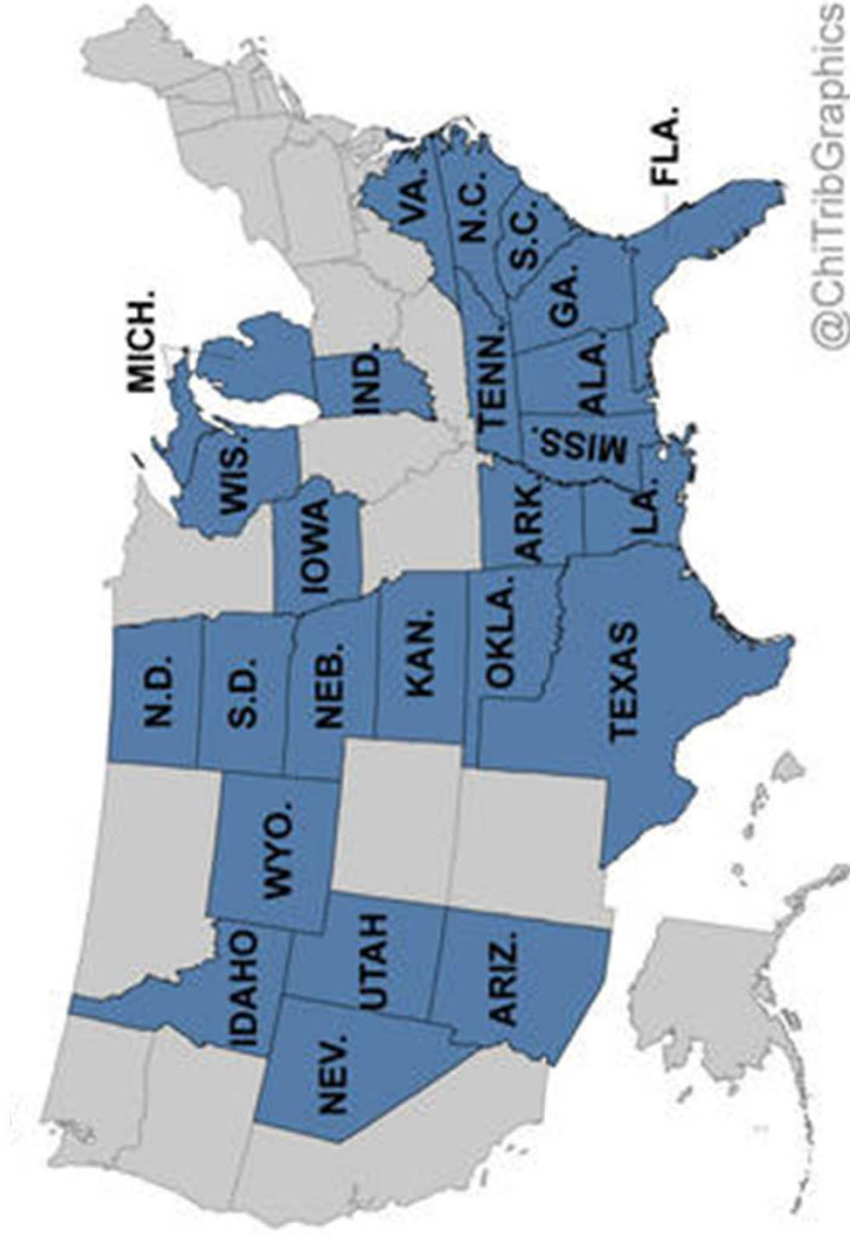 MICH.
N.D.
IDAHO
WIS.
S.D.
WYO.
IOWA
NEB.
NEV.
IND.
UTAH
KAN.
VA.
N.C.
TENN.
OKLA.
ARIZ.
S.C.
ARK.
GA.
ALA.
MISS.
LA.
TEXAS
FLA.
@ChiTribGraphics